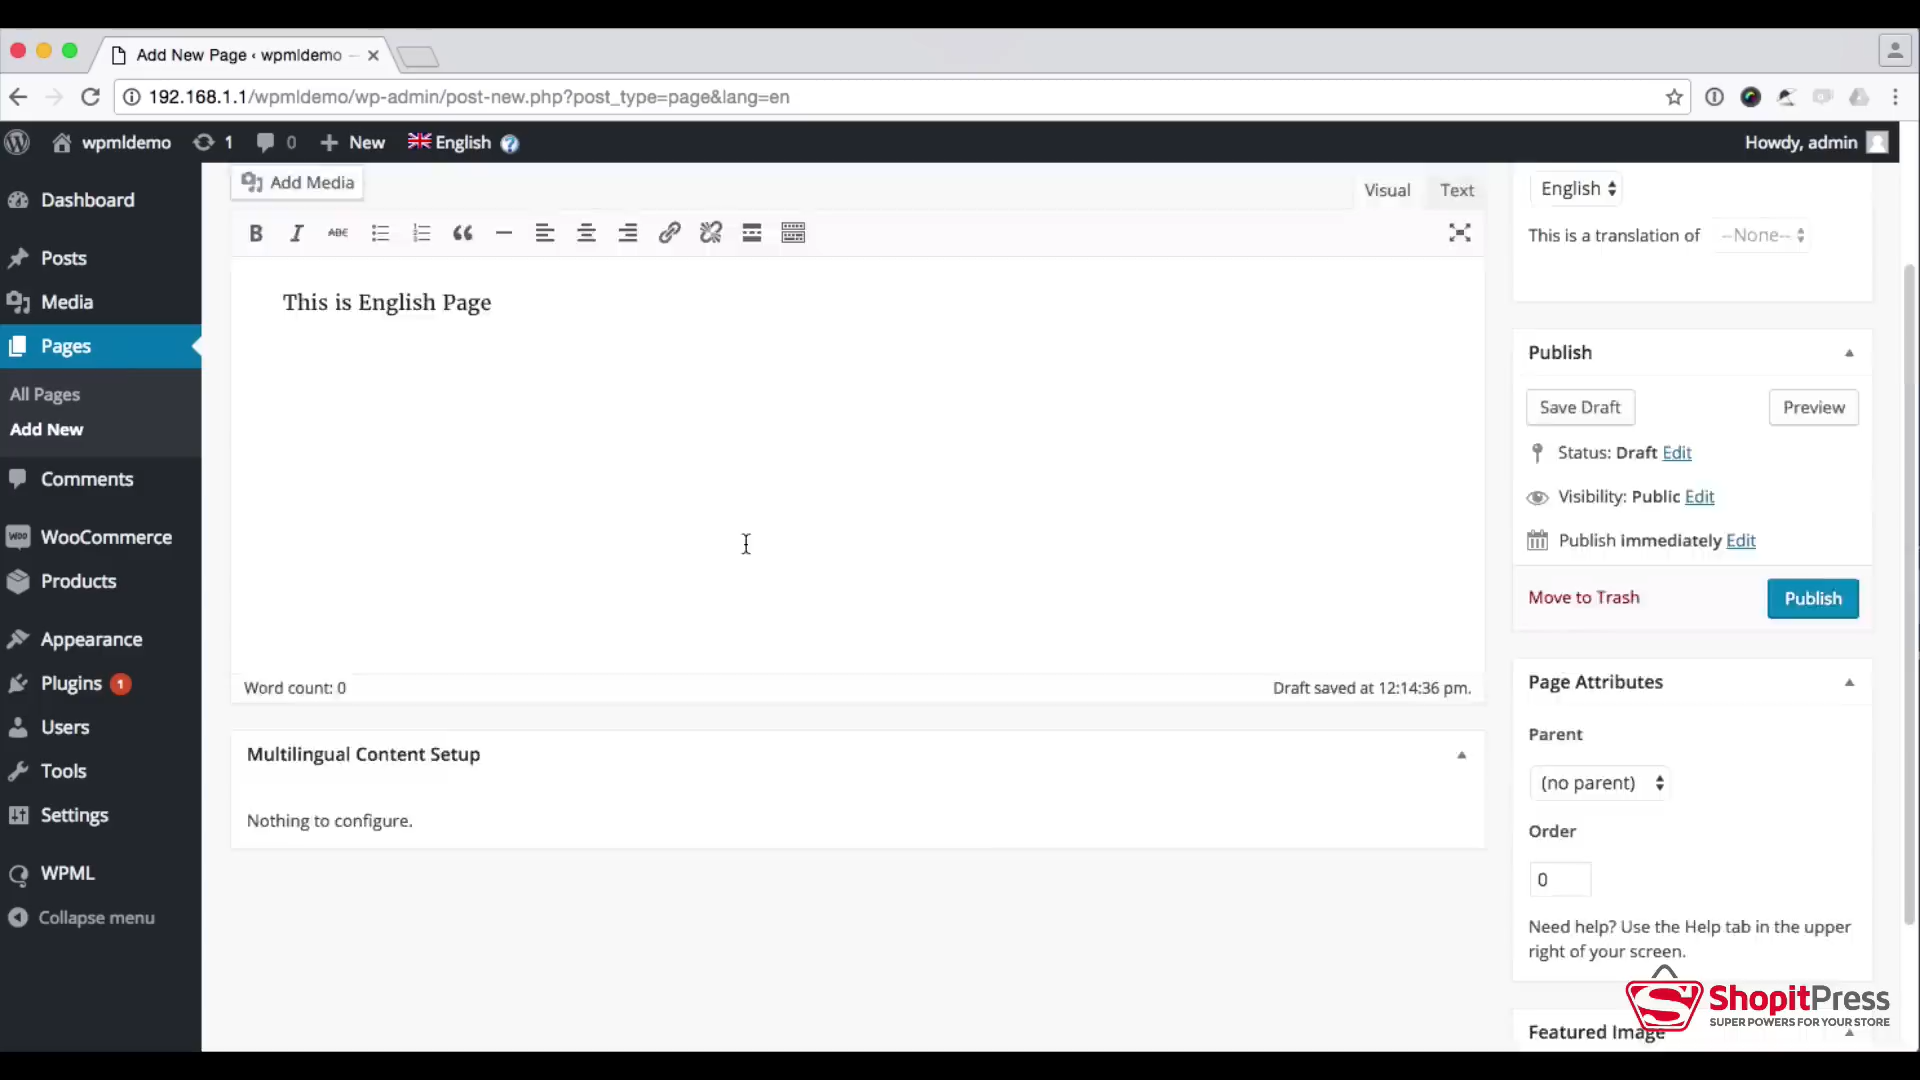 Add New Page ‹ wpmldemo –
192.168.1.1/wpmldemo/wp-admin/post-new.php?post_type=page&lang=en
wpmldemo 1 0 New English Howdy, admin
Dashboard
Posts
Media
Pages
All Pages
Add New
Comments
WOO WooCommerce
Products
Appearance
Plugins 1
Users
Tools
Settings
WPML
Collapse menu
Add Media
Visual Text
B I ABC
This is English Page
Word count: 0 Draft saved at 12:14:36 pm.
Multilingual Content Setup
Nothing to configure.
English
This is a translation of --None--
Publish
Save Draft Preview
Status: Draft Edit
Visibility: Public Edit
Publish immediately Edit
Move to Trash Publish
Page Attributes
Parent
(no parent)
Order
0
Need help? Use the Help tab in the upper
right of your screen.
ShopitPress
SUPER POWERS FOR YOUR STORE
Featured Image